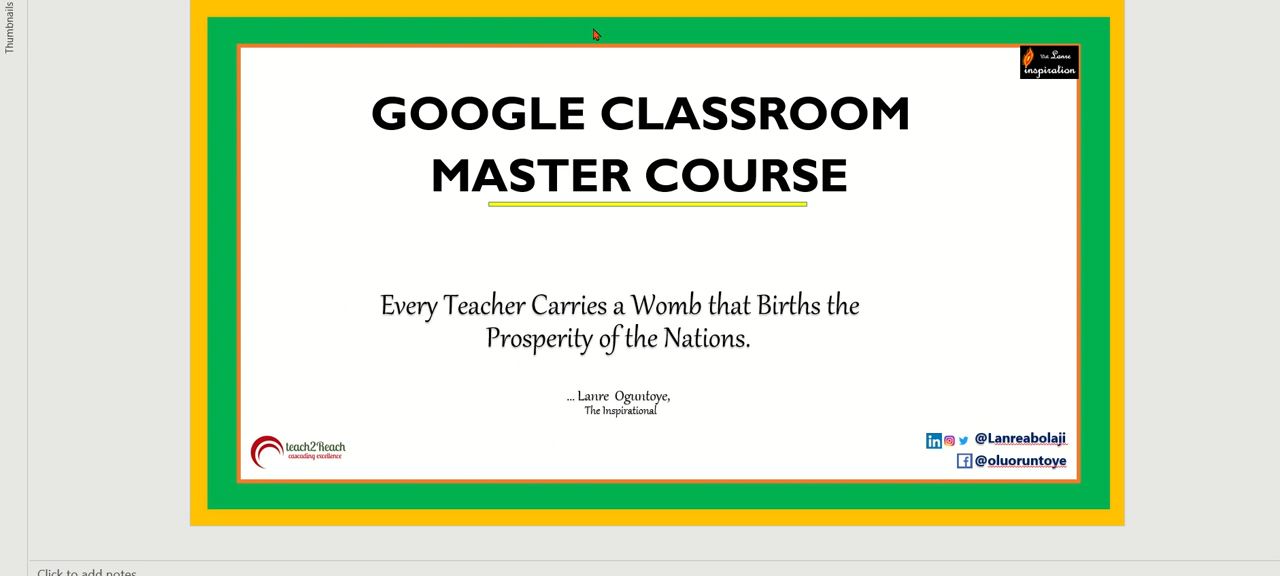 Thumbnails
the Lanre
inspiration
GOOGLE CLASSROOM
MASTER COURSE
Every Teacher Carries a Womb that Births the
Prosperity of the Nations.
... Lanre Oguntoye,
The Inspirational
teach2Reach
cascading excellence
in @Lanreabolaji
f @oluoruntoye
Click to add notes